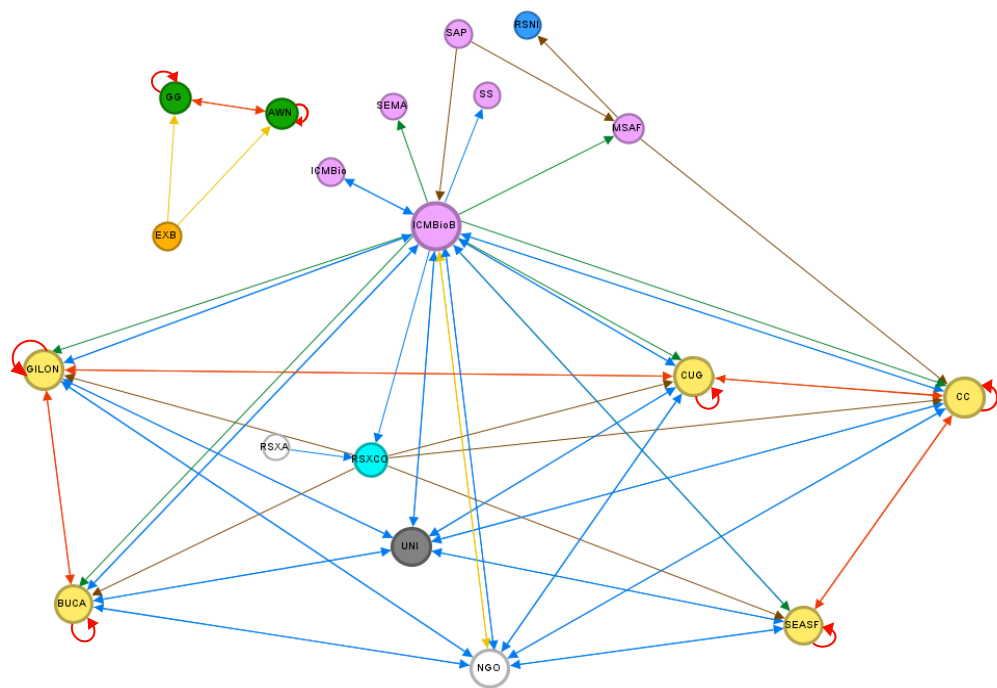 RSNI
SAP
SS
GG
SEMA
AWN
MSAF
ICMBio
ICMBioB
EXB
GILON
CUG
CC
RSXA
RSXCO
UNI
BUCA
SEASF
NGO